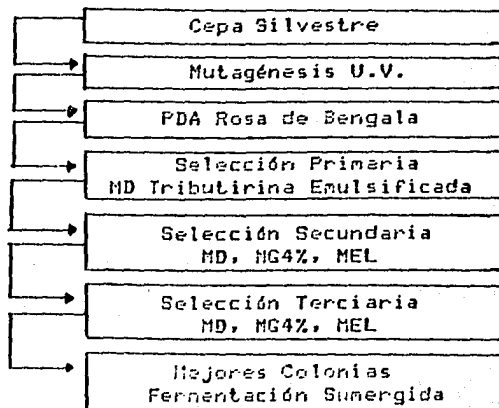 Cepa Silvestre
Mutagénesis U.V.
PDA Rosa de Bengala
Selección Primaria
MD Tributirina Emulsificada
Selección Secundaria
MD, MG4%, MEL
Selección Terciaria
MD, MG4%, MEL
Mejores Colonias
Fermentación Sumergida